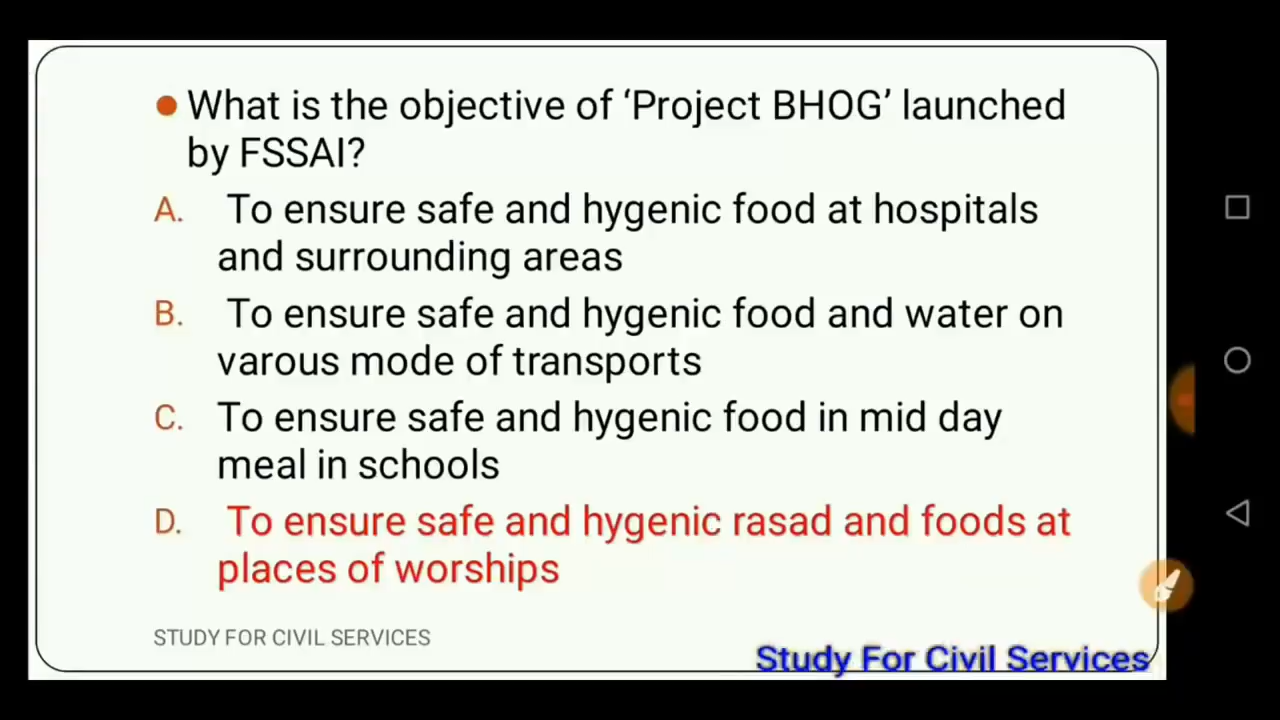 What is the objective of ‘Project BHOG’ launched
by FSSAI?
A. To ensure safe and hygenic food at hospitals
and surrounding areas
B. To ensure safe and hygenic food and water on
varous mode of transports
C. To ensure safe and hygenic food in mid day
meal in schools
D. To ensure safe and hygenic rasad and foods at
places of worships
STUDY FOR CIVIL SERVICES
Study For Civil Services